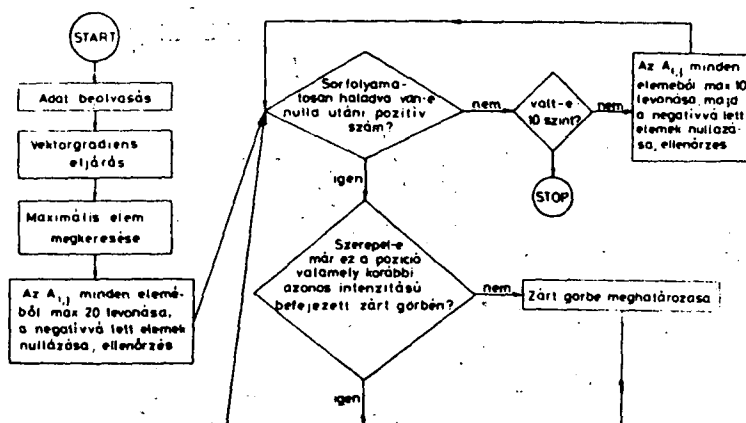 START
Adat beolvasás
Vektorgradiens
eljárás
Maximális elem
megkeresése
Az A i,j minden elemé-
ből max 20 levonása,
a negatívvá lett elemek
nullázása, ellenőrzés
Sorfolyama-
tosan haladva van-e
nulla utáni pozitív
szám?
nem
volt-e
10 szint?
nem
Az A i,j minden
eleméből max 10
levonása, majd
a negatívvá lett
elemek nullázá-
sa, ellenőrzés
STOP
igen
Szerepel-e
már ez a pozíció
valamely korábbi
azonos intenzitású
befejezett zárt görbén?
nem
Zárt görbe meghatározása
igen